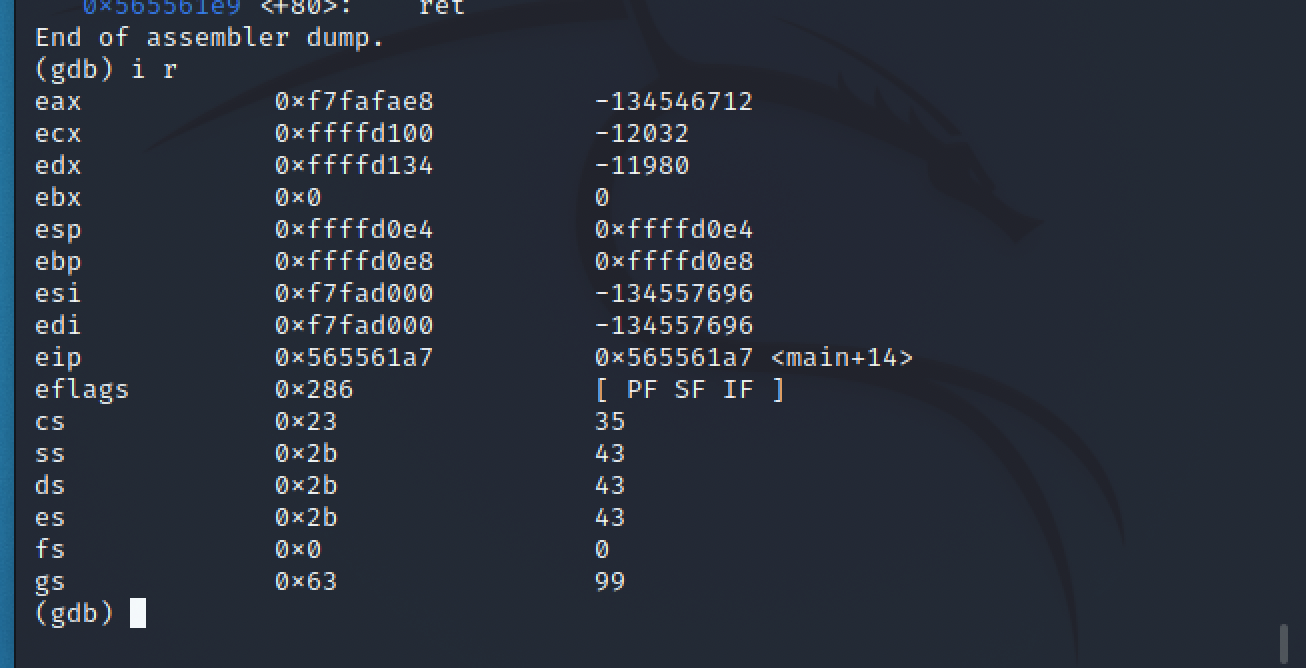 0×565561e9 <+80>:    ret
End of assembler dump.
(gdb) i r
eax            0×f7fafae8          -134546712
ecx            0×ffffd100          -12032
edx            0×ffffd134          -11980
ebx            0×0                 0
esp            0×ffffd0e4          0×ffffd0e4
ebp            0×ffffd0e8          0×ffffd0e8
esi            0×f7fad000          -134557696
edi            0×f7fad000          -134557696
eip            0×565561a7          0×565561a7 <main+14>
eflags         0×286               [ PF SF IF ]
cs             0×23                35
ss             0×2b                43
ds             0×2b                43
es             0×2b                43
fs             0×0                 0
gs             0×63                99
(gdb)